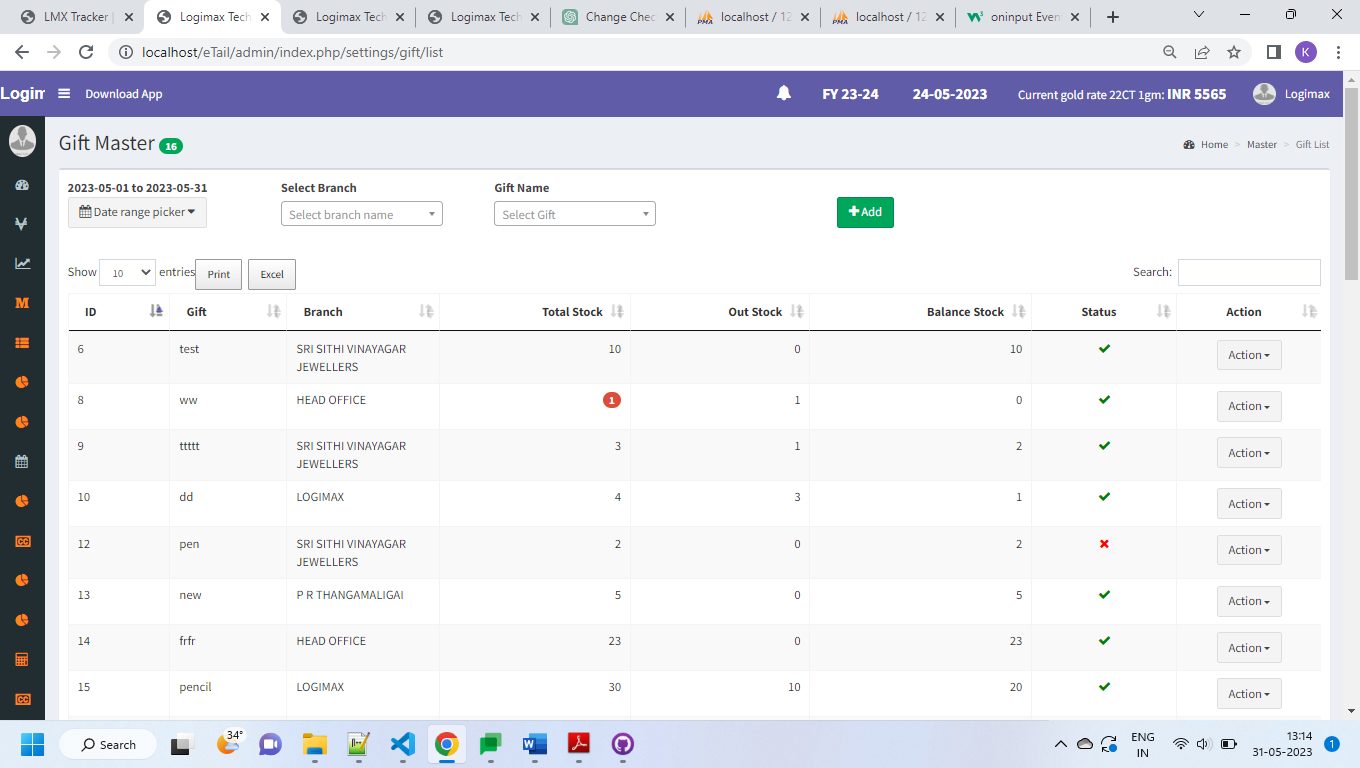 LMX Tracker
Logimax Tech
Logimax Tech
Logimax Tech
Change Chec
localhost / 12
localhost / 12
oninput Even
localhost/eTail/admin/index.php/settings/gift/list
K
Logim
Download App
FY 23-24
24-05-2023
Current gold rate 22CT 1gm: INR 5565
Logimax
Gift Master 16
Home > Master > Gift List
2023-05-01 to 2023-05-31
Select Branch
Gift Name
Date range picker
Select branch name
Select Gift
Add
Show 10 entries
Print
Excel
Search:
ID Gift Branch Total Stock Out Stock Balance Stock Status Action
6 test SRI SITHI VINAYAGAR 10 0 10 Action
JEWELLERS
8 ww HEAD OFFICE 1 1 0 Action
9 ttttt SRI SITHI VINAYAGAR 3 1 2 Action
JEWELLERS
10 dd LOGIMAX 4 3 1 Action
12 pen SRI SITHI VINAYAGAR 2 0 2 Action
JEWELLERS
13 new P R THANGAMALIGAI 5 0 5 Action
14 frfr HEAD OFFICE 23 0 23 Action
15 pencil LOGIMAX 30 10 20 Action
M
CC
CC
Search
34°
ENG
IN
13:14
31-05-2023
1